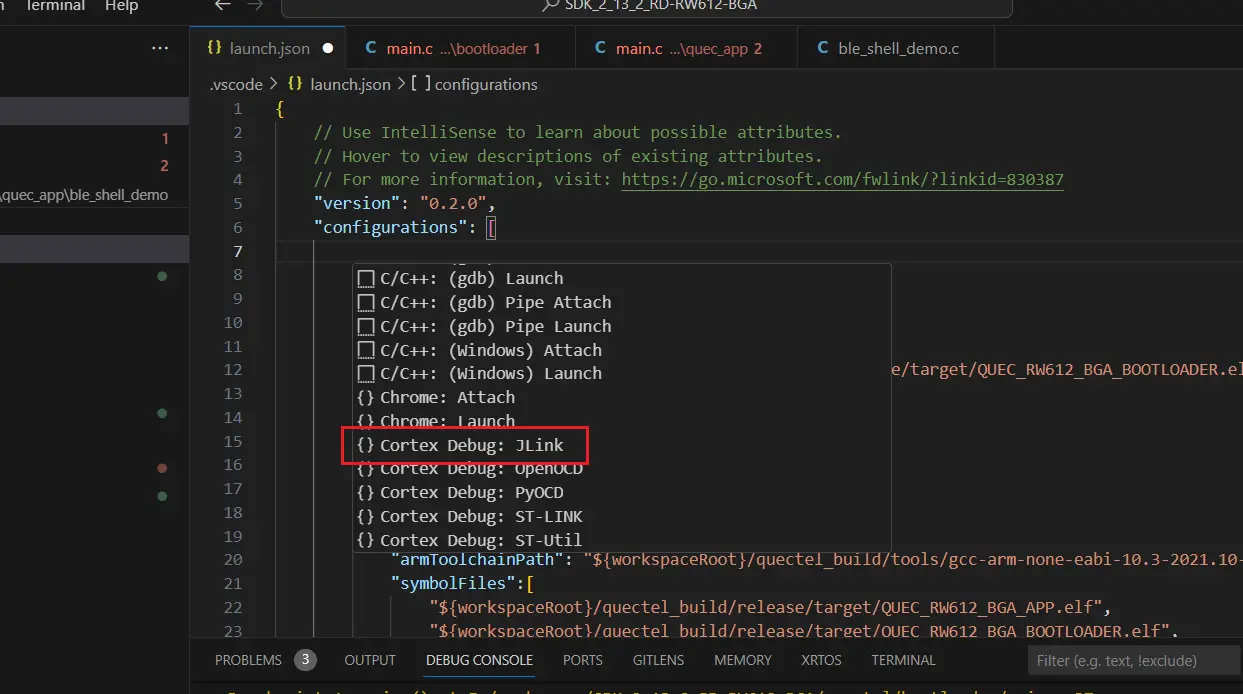 Terminal Help
SDK_2_13_2_RD-RW612-BGA
{} launch.json ● C main.c ...\bootloader 1 C main.c ...\quec_app 2 C ble_shell_demo.c
.vscode > {} launch.json > [ ] configurations
1 {
1
2 // Use IntelliSense to learn about possible attributes.
3 // Hover to view descriptions of existing attributes.
2
4 // For more information, visit: https://go.microsoft.com/fwlink/?linkid=830387
\quec_app\ble_shell_demo
5 "version": "0.2.0",
6 "configurations": [
7
8 C/C++: (gdb) Launch
9 C/C++: (gdb) Pipe Attach
10 C/C++: (gdb) Pipe Launch
11 C/C++: (Windows) Attach
12 C/C++: (Windows) Launch e/target/QUEC_RW612_BGA_BOOTLOADER.el
13 {} Chrome: Attach
14 {} Chrome: Launch
15 {} Cortex Debug: JLink
16 {} Cortex Debug: OpenOCD
17 {} Cortex Debug: PyOCD
18 {} Cortex Debug: ST-LINK
19 {} Cortex Debug: ST-Util
20 "armToolchainPath": "${workspaceRoot}/quectel_build/tools/gcc-arm-none-eabi-10.3-2021.10-
21 "symbolFiles":[
22 "${workspaceRoot}/quectel_build/release/target/QUEC_RW612_BGA_APP.elf",
23 "${workspaceRoot}/quectel_build/release/target/QUEC_RW612_BGA_BOOTLOADER.elf",
PROBLEMS 3 OUTPUT DEBUG CONSOLE PORTS GITLENS MEMORY XRTOS TERMINAL Filter (e.g. text, !exclude)